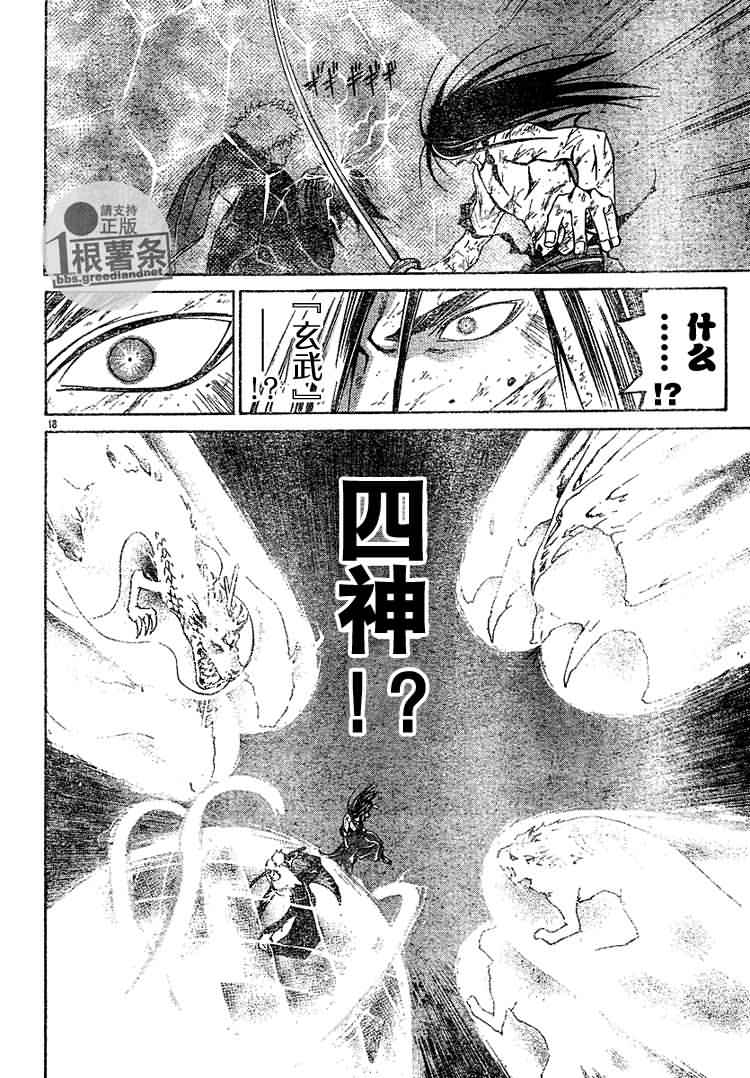 ギギギギギ
請支持
正版
1根薯条
bbs.greedland.net
什么
……
!?
『玄武』
——
!?
18
四神!?